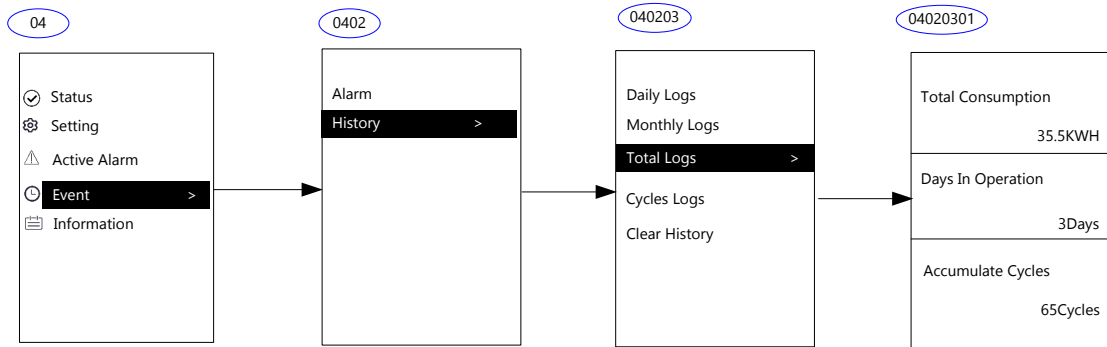 04
Status
Setting
Active Alarm
Event >
Information
0402
Alarm
History >
040203
Daily Logs
Monthly Logs
Total Logs >
Cycles Logs
Clear History
04020301
Total Consumption
35.5KWH
Days In Operation
3Days
Accumulate Cycles
65Cycles